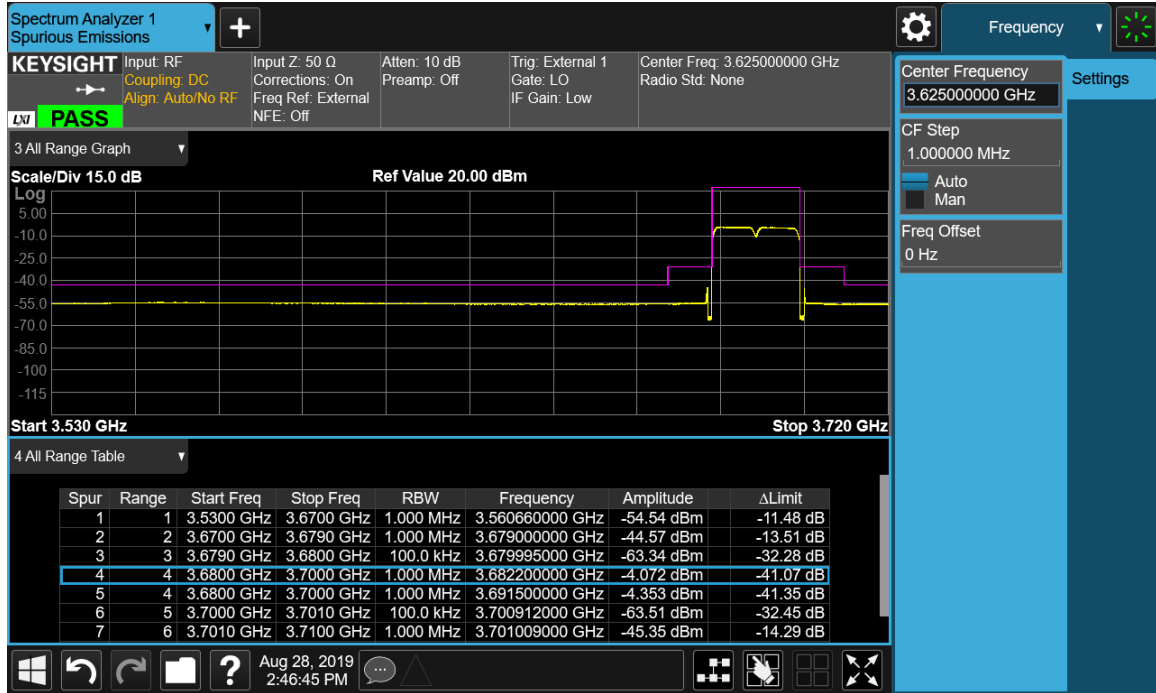 Spectrum Analyzer 1
Spurious Emissions
Frequency
KEYSIGHT
LXI
PASS
Input: RF
Coupling: DC
Align: Auto/No RF
Input Z: 50 Ω
Corrections: On
Freq Ref: External
NFE: Off
Atten: 10 dB
Preamp: Off
Trig: External 1
Gate: LO
IF Gain: Low
Center Freq: 3.625000000 GHz
Radio Std: None
Center Frequency
3.625000000 GHz
Settings
CF Step
1.000000 MHz
Auto
Man
Freq Offset
0 Hz
3 All Range Graph
Scale/Div 15.0 dB Ref Value 20.00 dBm
Log
5.00
-10.0
-25.0
-40.0
-55.0
-70.0
-85.0
-100
-115
Start 3.530 GHz Stop 3.720 GHz
4 All Range Table
Spur Range Start Freq Stop Freq RBW Frequency Amplitude ΔLimit
1 1 3.5300 GHz 3.6700 GHz 1.000 MHz 3.560660000 GHz -54.54 dBm -11.48 dB
2 2 3.6700 GHz 3.6790 GHz 1.000 MHz 3.679000000 GHz -44.57 dBm -13.51 dB
3 3 3.6790 GHz 3.6800 GHz 100.0 kHz 3.679995000 GHz -63.34 dBm -32.28 dB
4 4 3.6800 GHz 3.7000 GHz 1.000 MHz 3.682200000 GHz -4.072 dBm -41.07 dB
5 4 3.6800 GHz 3.7000 GHz 1.000 MHz 3.691500000 GHz -4.353 dBm -41.35 dB
6 5 3.7000 GHz 3.7010 GHz 100.0 kHz 3.700912000 GHz -63.51 dBm -32.45 dB
7 6 3.7010 GHz 3.7100 GHz 1.000 MHz 3.701009000 GHz -45.35 dBm -14.29 dB
Aug 28, 2019
2:46:45 PM